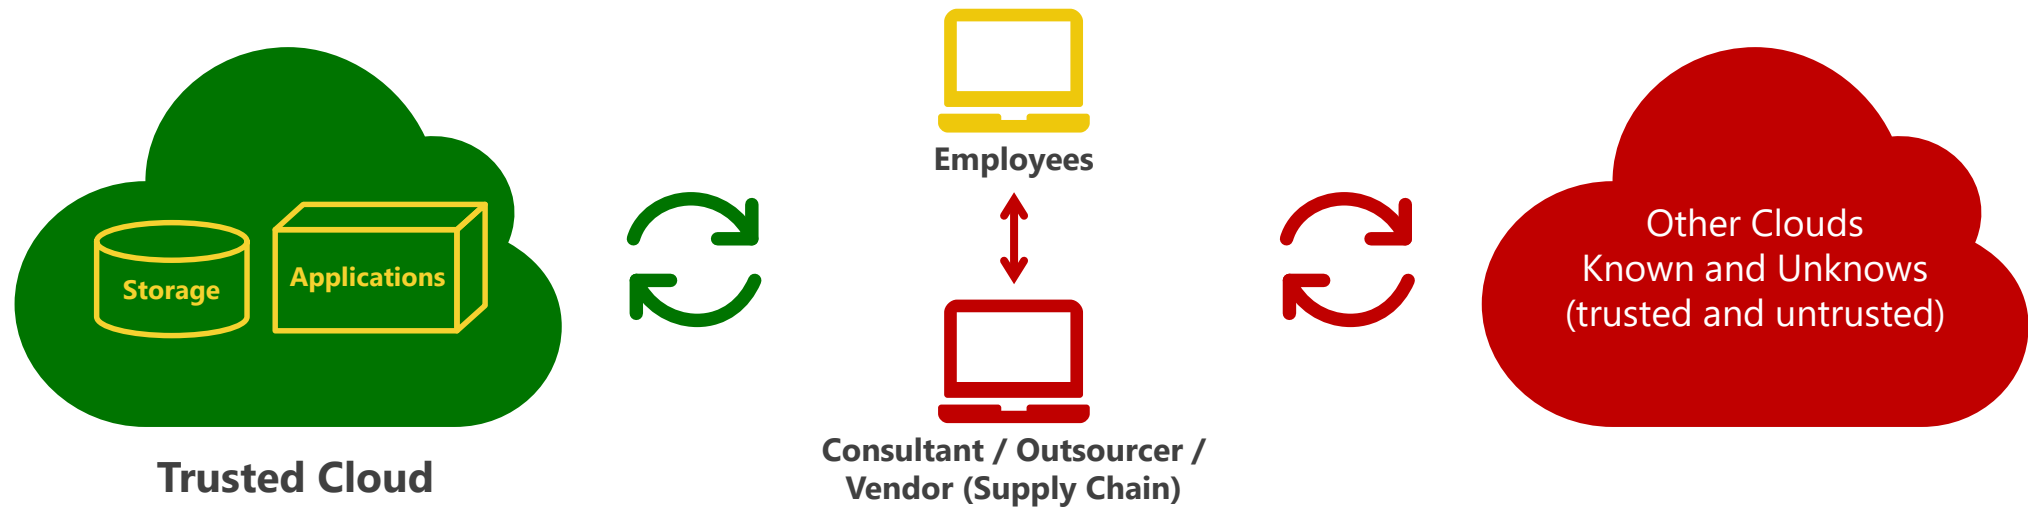 Storage
Applications
Trusted Cloud
Employees
Consultant / Outsourcer /
Vendor (Supply Chain)
Other Clouds
Known and Unknows
(trusted and untrusted)